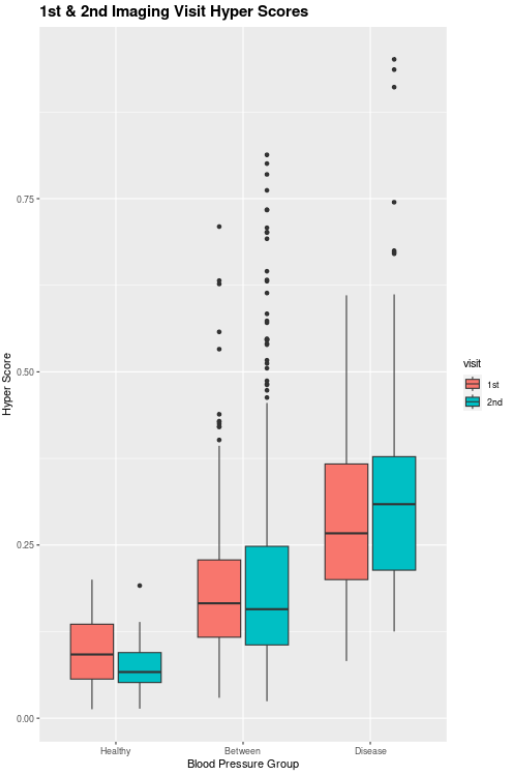 1st & 2nd Imaging Visit Hyper Scores
Hyper Score
0.75
0.50
0.25
0.00
Healthy
Between
Disease
Blood Pressure Group
visit
1st
2nd